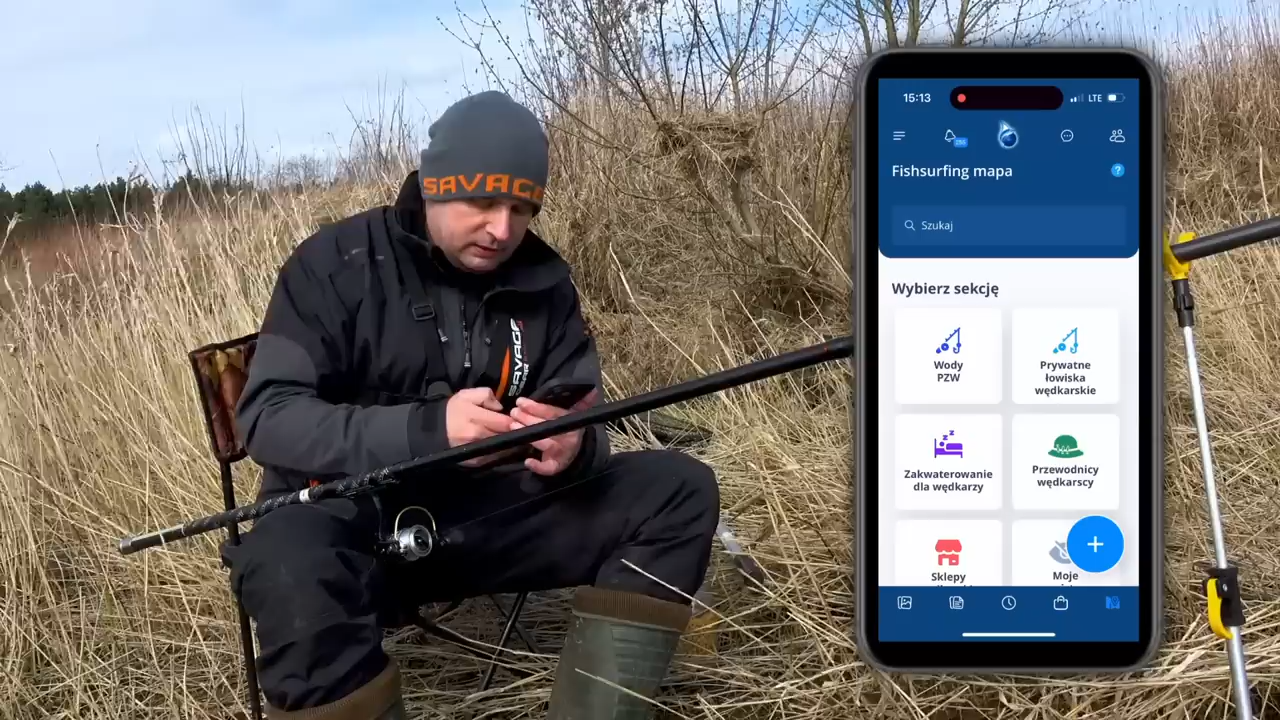 SAVAGE
SAVAGE
GEAR
15:13
LTE
Fishsurfing mapa
?
Szukaj
Wybierz sekcję
Wody
PZW
Prywatne
łowiska
wędkarskie
Zakwaterowanie
dla wędkarzy
Przewodnicy
wędkarscy
Sklepy
Moje